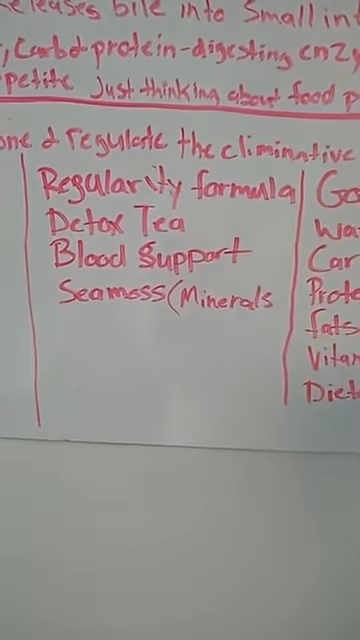 Releases bile into Small in
, Carb & protein-digesting enzy
petite Just thinking about food p
one & regulate the eliminative
Regularity formula
Detox Tea
Blood Support
Seamoss (Minerals
Go
Wa
Car
Prote
fats
Vitam
Diet